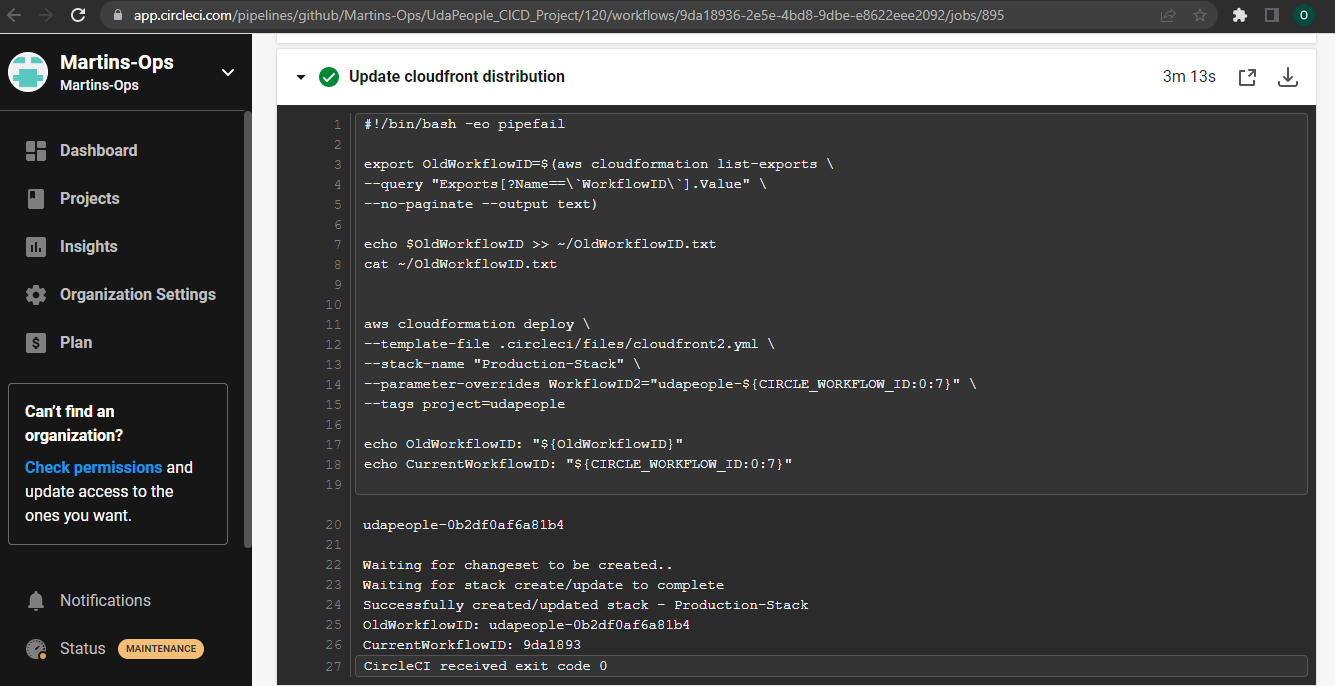 app.circleci.com/pipelines/github/Martins-Ops/UdaPeople_CICD_Project/120/workflows/9da18936-2e5e-4bd8-9dbe-e8622eee2092/jobs/895
O
Martins-Ops
Martins-Ops
Dashboard
Projects
Insights
Organization Settings
Plan
Can't find an
organization?
Check permissions and
update access to the
ones you want.
Notifications
Status MAINTENANCE
Update cloudfront distribution 3m 13s
1 #!/bin/bash -eo pipefail
2
3 export OldWorkflowID=$(aws cloudformation list-exports \
4 --query "Exports[?Name==\`WorkflowID\`].Value" \
5 --no-paginate --output text)
6
7 echo $OldWorkflowID >> ~/OldWorkflowID.txt
8 cat ~/OldWorkflowID.txt
9
10
11 aws cloudformation deploy \
12 --template-file .circleci/files/cloudfront2.yml \
13 --stack-name "Production-Stack" \
14 --parameter-overrides WorkflowID2="udapeople-${CIRCLE_WORKFLOW_ID:0:7}" \
15 --tags project=udapeople
16
17 echo OldWorkflowID: "${OldWorkflowID}"
18 echo CurrentWorkflowID: "${CIRCLE_WORKFLOW_ID:0:7}"
19
20 udapeople-0b2df0af6a81b4
21
22 Waiting for changeset to be created..
23 Waiting for stack create/update to complete
24 Successfully created/updated stack - Production-Stack
25 OldWorkflowID: udapeople-0b2df0af6a81b4
26 CurrentWorkflowID: 9da1893
27 CircleCI received exit code 0